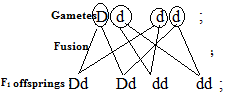 Gametes D d d d ;
Fusion ;
F₁ offsprings Dd Dd dd dd ;